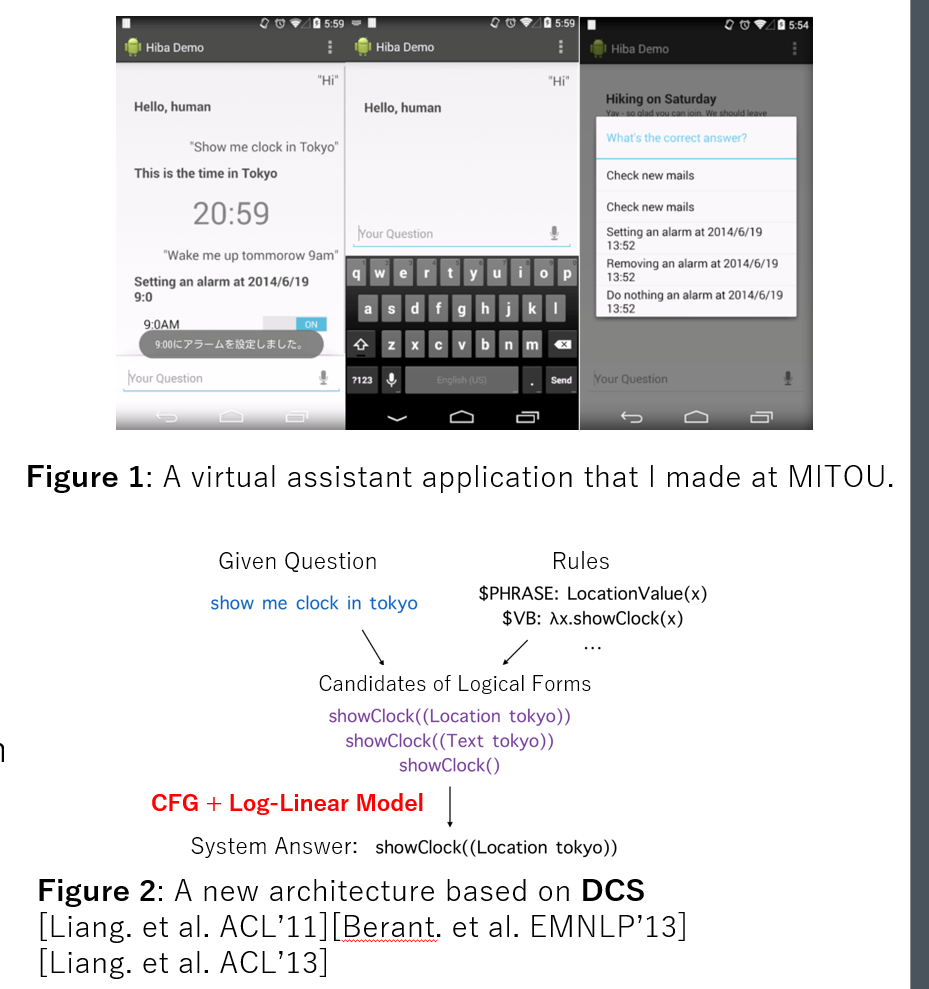 5:59
Hiba Demo
"Hi"
Hello, human
"Show me clock in Tokyo"
This is the time in Tokyo
20:59
"Wake me up tommorow 9am"
Setting an alarm at 2014/6/19
9:0
9:0AM
ON
9:00にアラームを設定しました。
Your Question
5:59
Hiba Demo
"Hi"
Hello, human
Your Question
q w e r t y u i o p
a s d f g h j k l
z x c v b n m
?123 English (US) . Send
5:54
Hiba Demo
Hiking on Saturday
Yay - so glad you can join. We should leave
What's the correct answer?
Check new mails
Check new mails
Setting an alarm at 2014/6/19
13:52
Removing an alarm at 2014/6/19
13:52
Do nothing an alarm at 2014/6/19
13:52
Your Question
Figure 1: A virtual assistant application that I made at MITOU.
Given Question
show me clock in tokyo
Rules
$PHRASE: LocationValue(x)
$VB: λx.showClock(x)
…
Candidates of Logical Forms
showClock((Location tokyo))
showClock((Text tokyo))
showClock()
CFG + Log-Linear Model
System Answer: showClock((Location tokyo))
Figure 2: A new architecture based on DCS
[Liang. et al. ACL’11][Berant. et al. EMNLP’13]
[Liang. et al. ACL’13]